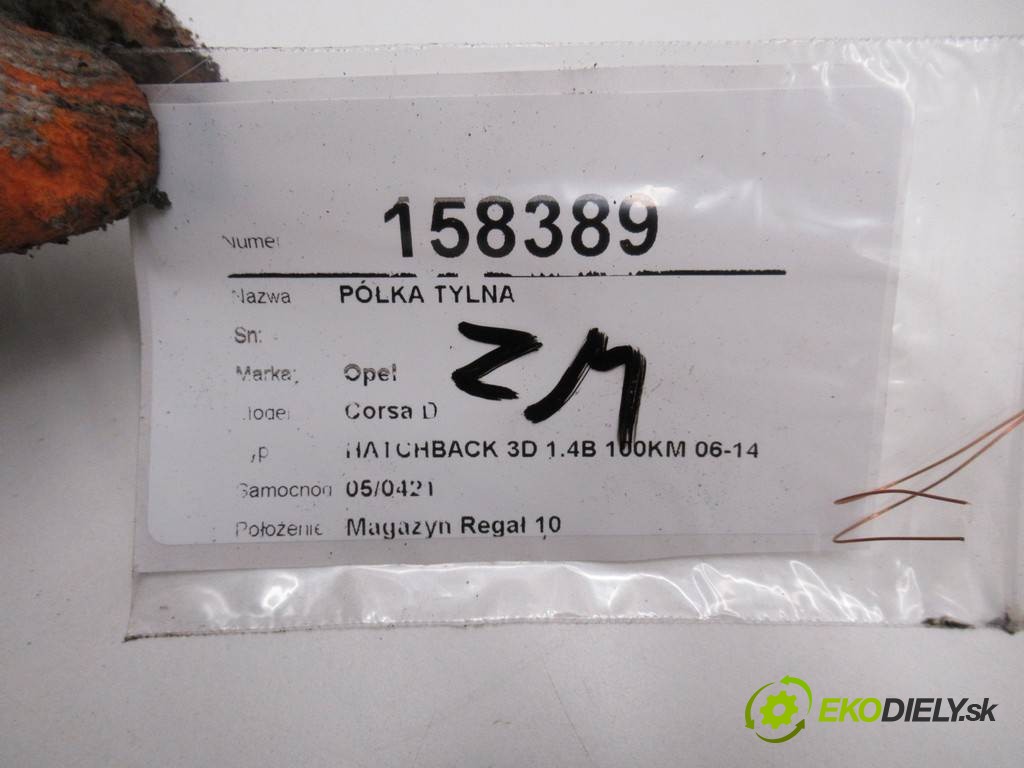 Numer 158389
Nazwa PÓŁKA TYLNA
Sn: -
Marka: Opel
Model Corsa D
Typ HATCHBACK 3D 1.4B 100KM 06-14
Samochód 05/0421
Położenie Magazyn Regał 10
ZM
EKODIELY.sk